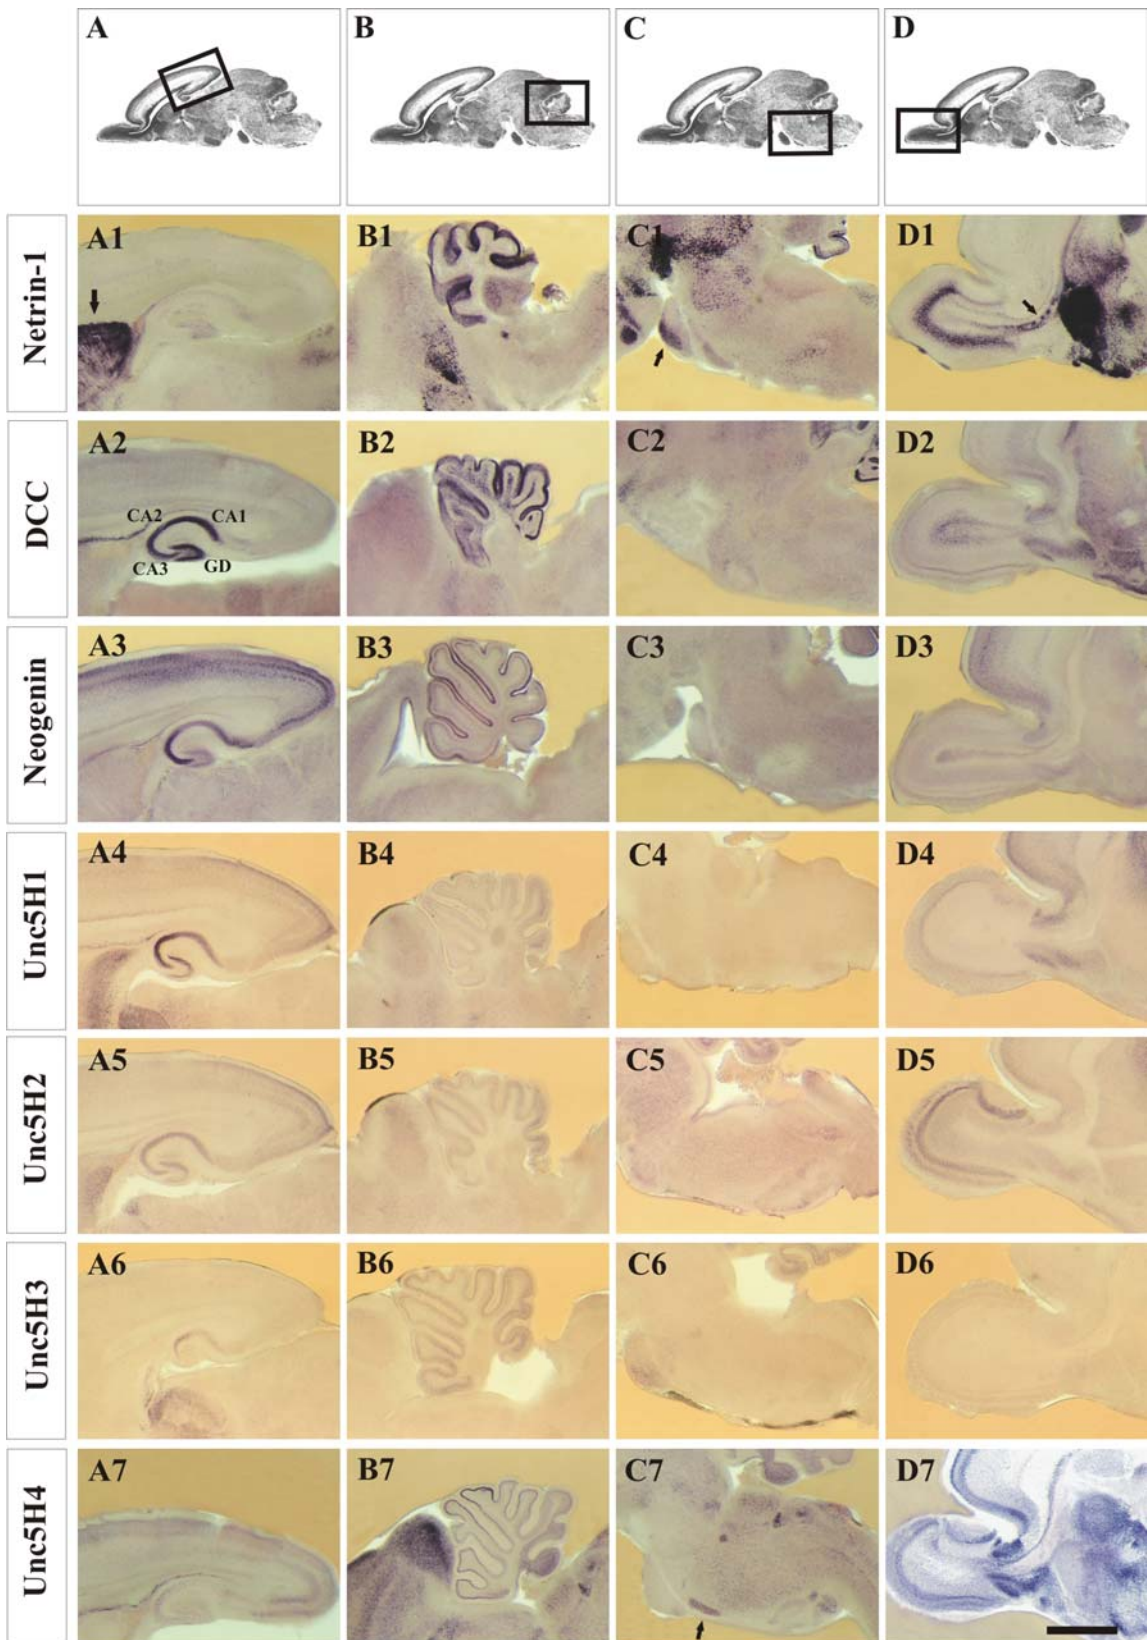 A B C D
Netrin-1 A1 B1 C1 D1
DCC A2 B2 C2 D2
CA2 CA1
CA3 GD
Neogenin A3 B3 C3 D3
Unc5H1 A4 B4 C4 D4
Unc5H2 A5 B5 C5 D5
Unc5H3 A6 B6 C6 D6
Unc5H4 A7 B7 C7 D7